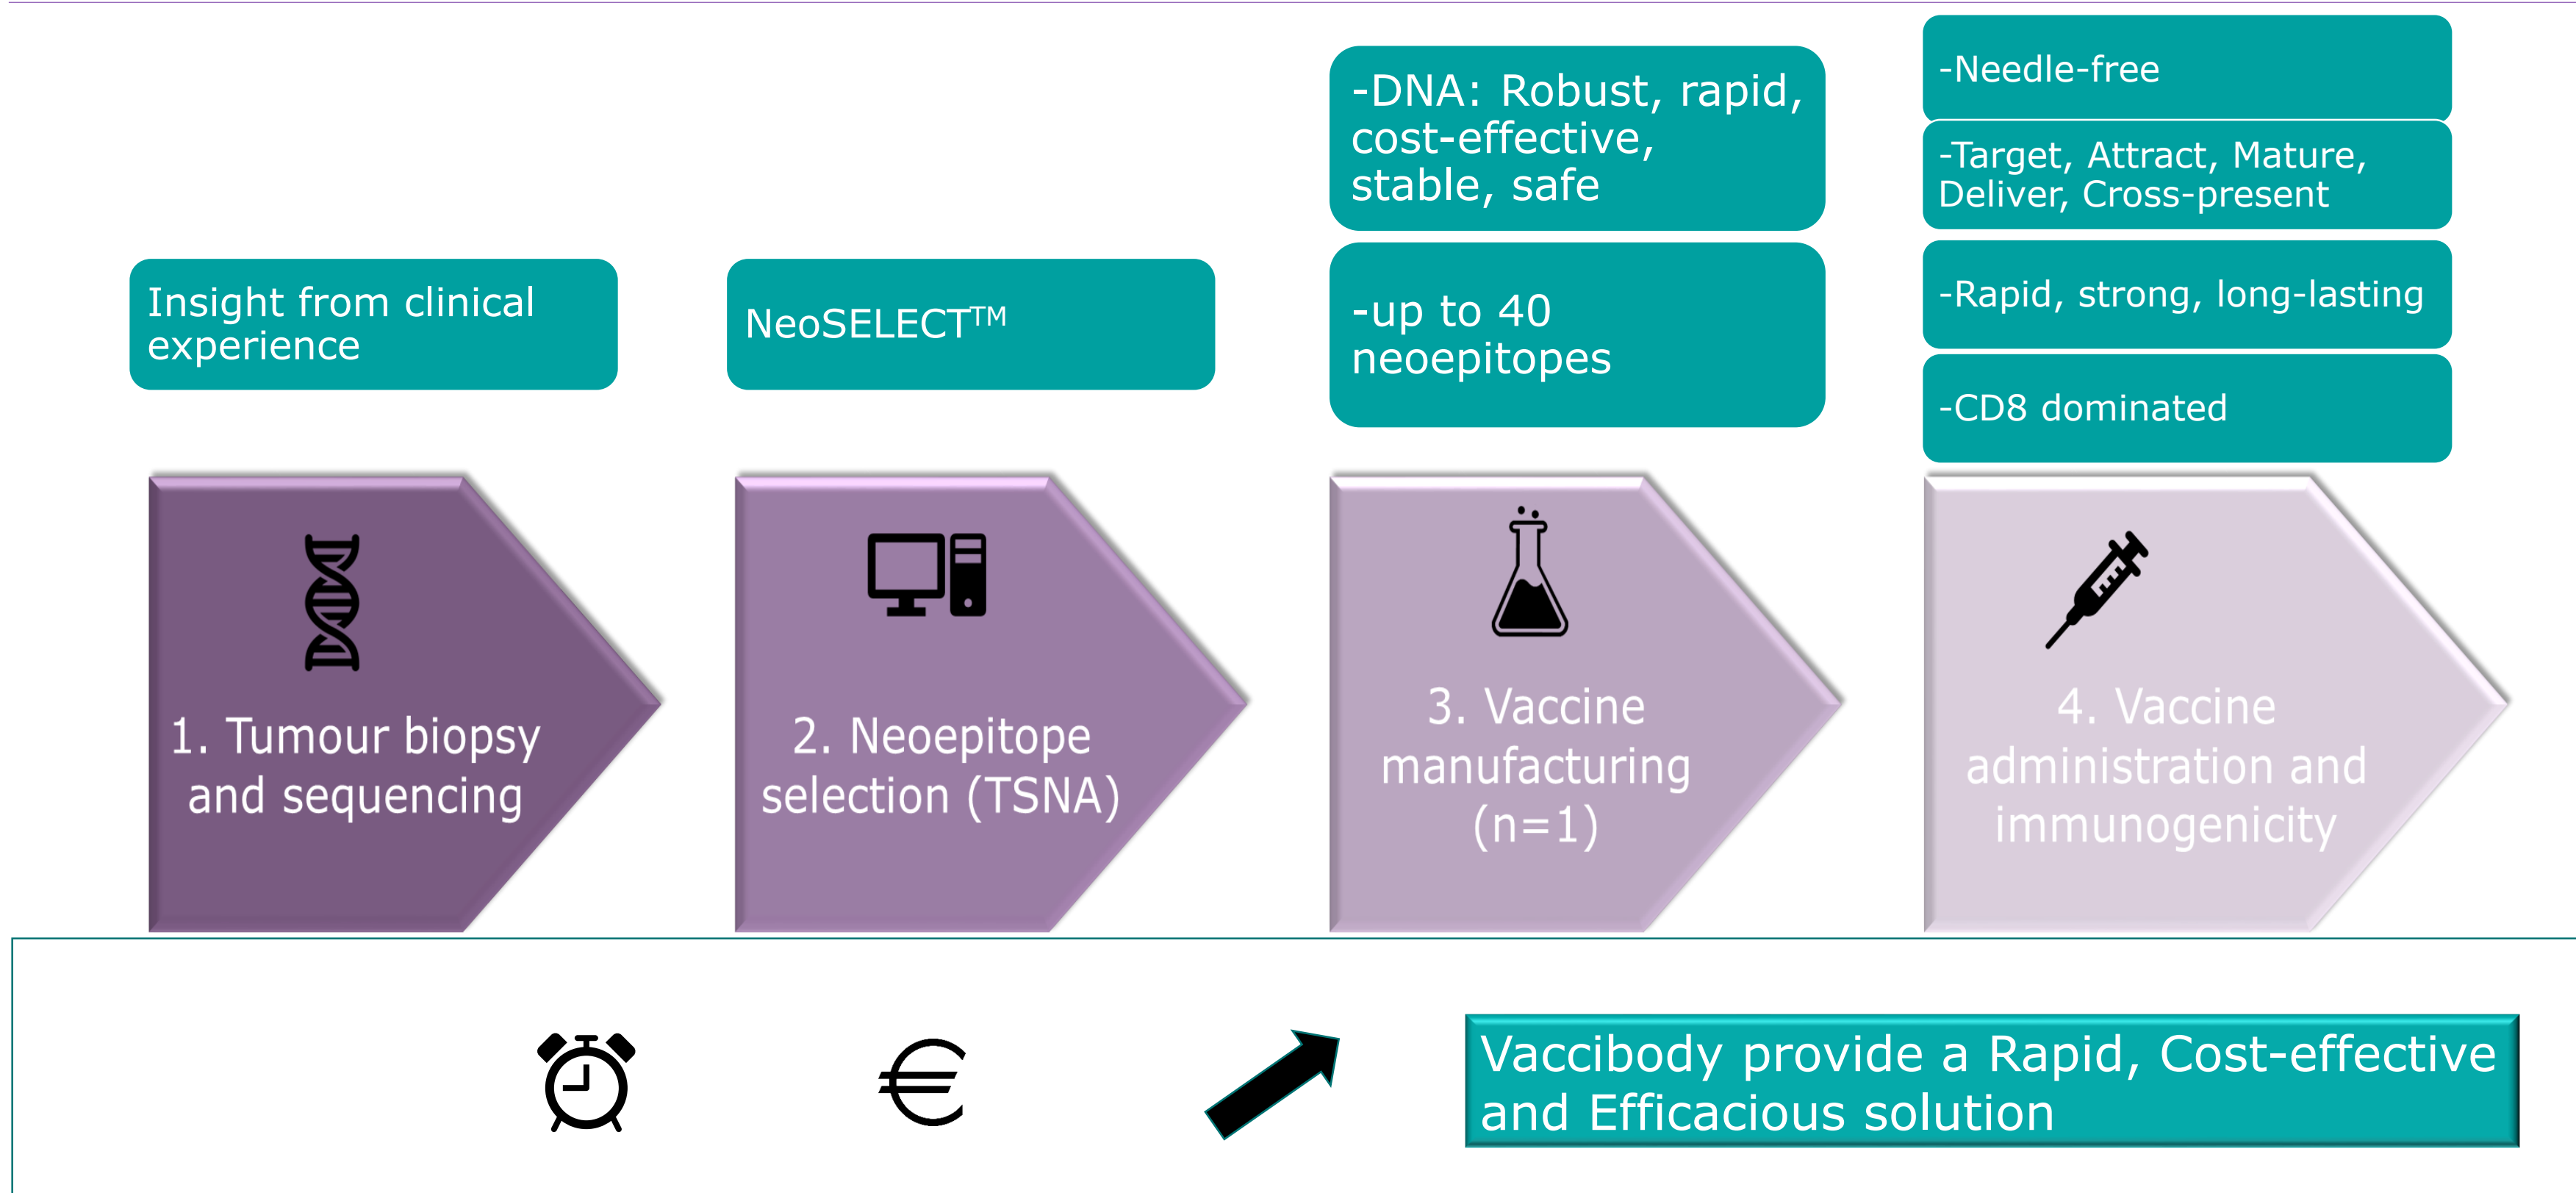 Insight from clinical
experience
NeoSELECT™
-DNA: Robust, rapid,
cost-effective,
stable, safe
-up to 40
neoepitopes
-Needle-free
-Target, Attract, Mature,
Deliver, Cross-present
-Rapid, strong, long-lasting
-CD8 dominated
1. Tumour biopsy
and sequencing
2. Neoepitope
selection (TSNA)
3. Vaccine
manufacturing
(n=1)
4. Vaccine
administration and
immunogenicity
€
Vaccibody provide a Rapid, Cost-effective
and Efficacious solution